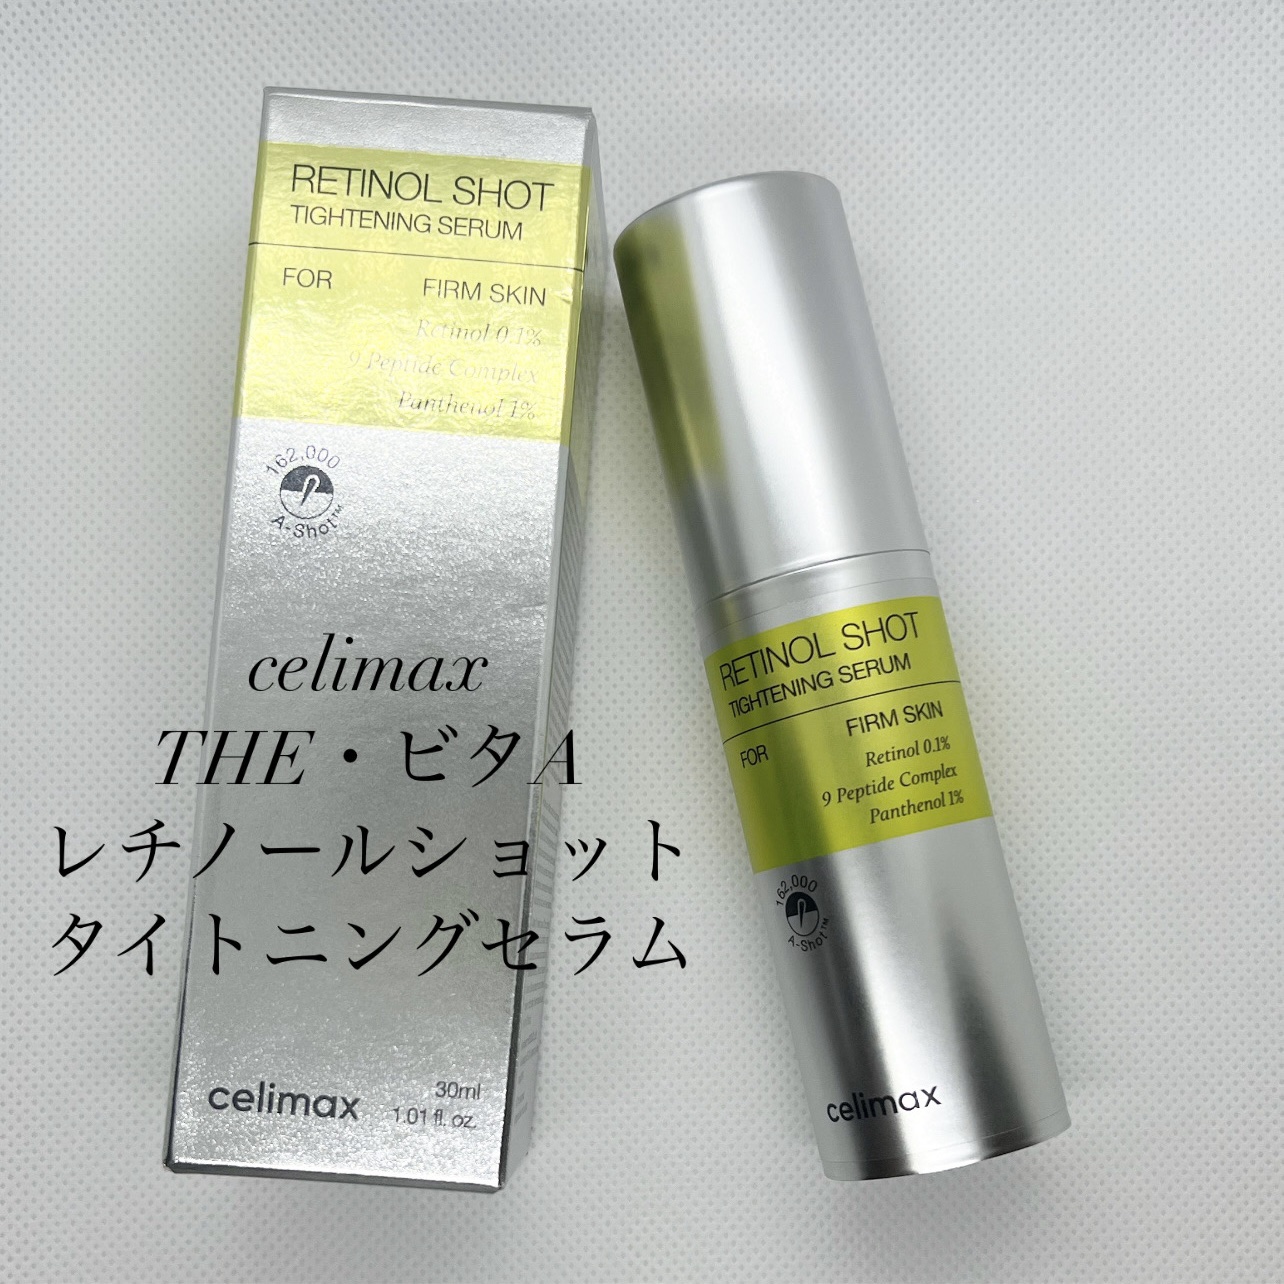 RETINOL SHOT
TIGHTENING SERUM
FOR FIRM SKIN
Retinol 0.1%
9 Peptide Complex
Panthenol 1%
162,000
A-Shot™
celimax
THE・ビタA
レチノールショット
タイトニングセラム
celimax
30ml
1.01 fl. oz.
RETINOL SHOT
TIGHTENING SERUM
FOR FIRM SKIN
Retinol 0.1%
9 Peptide Complex
Panthenol 1%
162,000
A-Shot™
celimax